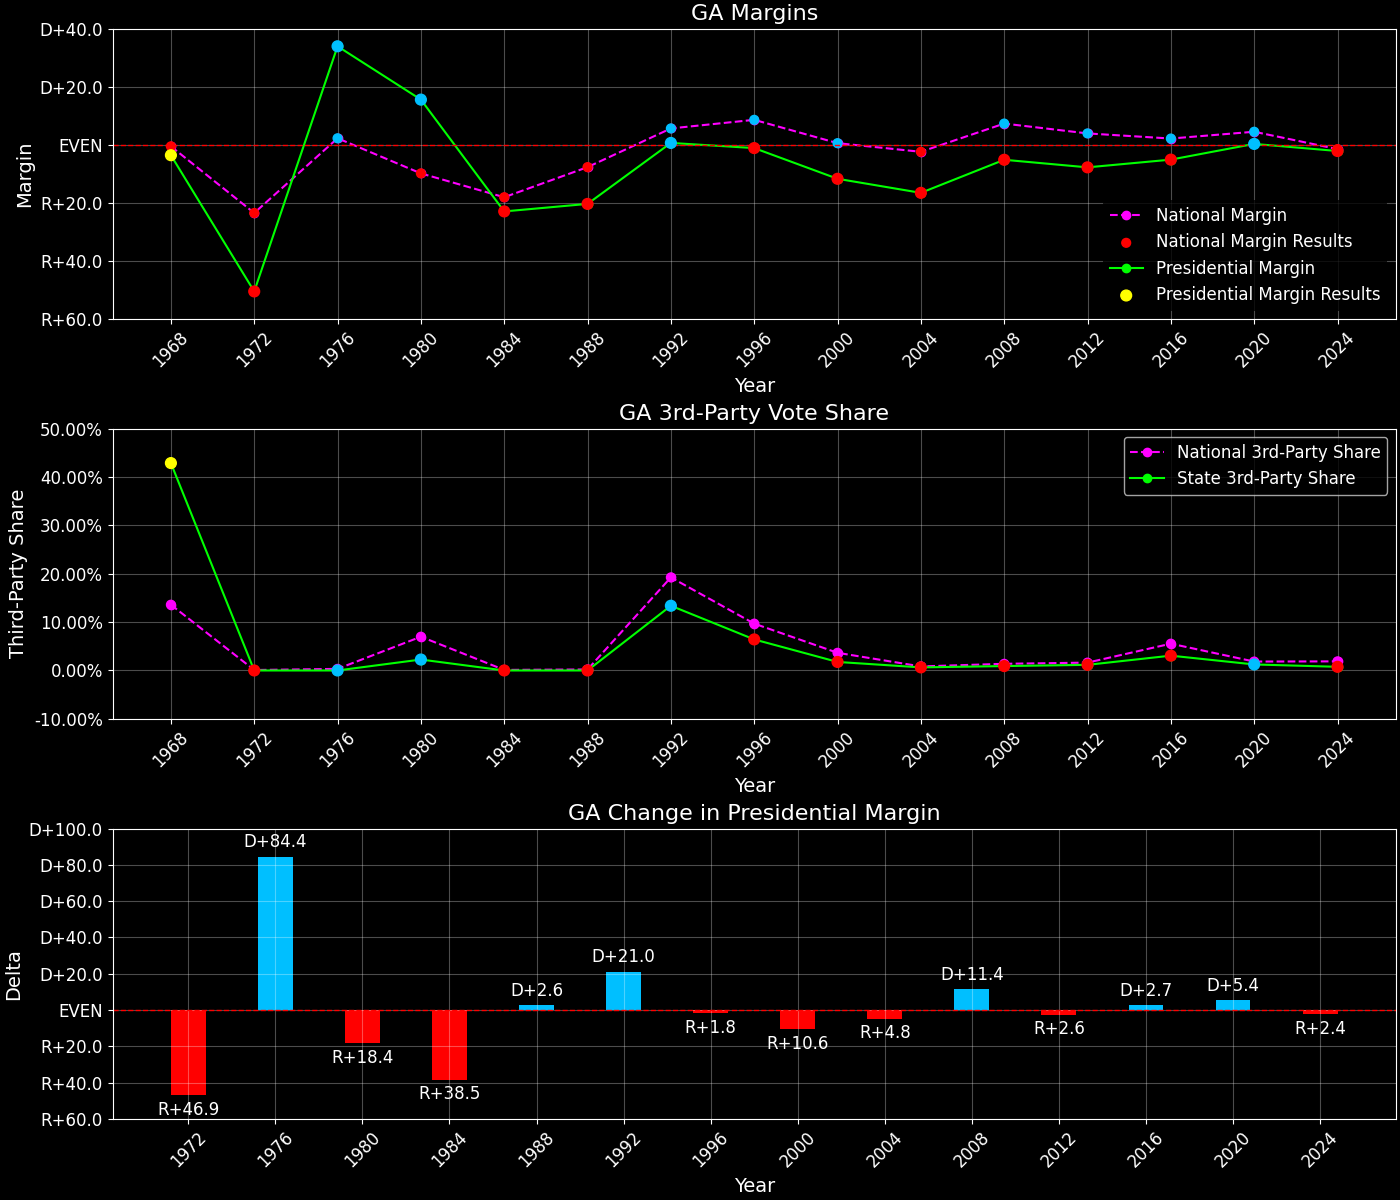 GA Margins
D+40.0
D+20.0
EVEN
R+20.0
R+40.0
R+60.0
Margin
National Margin
National Margin Results
Presidential Margin
Presidential Margin Results
1968 1972 1976 1980 1984 1988 1992 1996 2000 2004 2008 2012 2016 2020 2024
Year
GA 3rd-Party Vote Share
50.00%
40.00%
30.00%
20.00%
10.00%
0.00%
-10.00%
Third-Party Share
National 3rd-Party Share
State 3rd-Party Share
1968 1972 1976 1980 1984 1988 1992 1996 2000 2004 2008 2012 2016 2020 2024
Year
GA Change in Presidential Margin
D+100.0
D+80.0
D+60.0
D+40.0
D+20.0
EVEN
R+20.0
R+40.0
R+60.0
Delta
R+46.9
D+84.4
R+18.4
R+38.5
D+2.6
D+21.0
R+1.8
R+10.6
R+4.8
D+11.4
R+2.6
D+2.7
D+5.4
R+2.4
1972 1976 1980 1984 1988 1992 1996 2000 2004 2008 2012 2016 2020 2024
Year